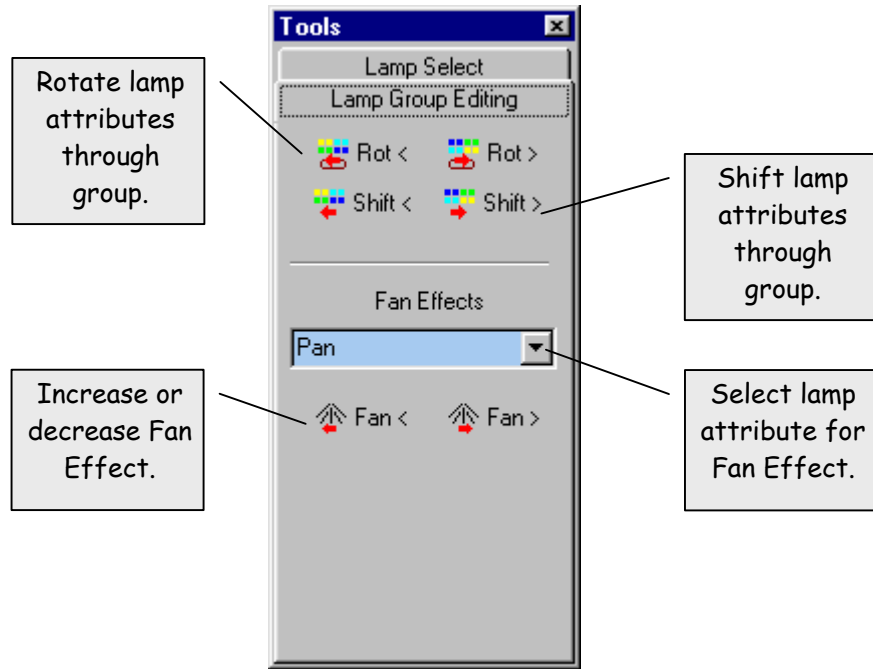 Tools
Lamp Select
Lamp Group Editing
Rotate lamp
attributes
through
group.
Rot <
Rot >
Shift <
Shift >
Shift lamp
attributes
through
group.
Fan Effects
Pan
Increase or
decrease Fan
Effect.
Fan <
Fan >
Select lamp
attribute for
Fan Effect.